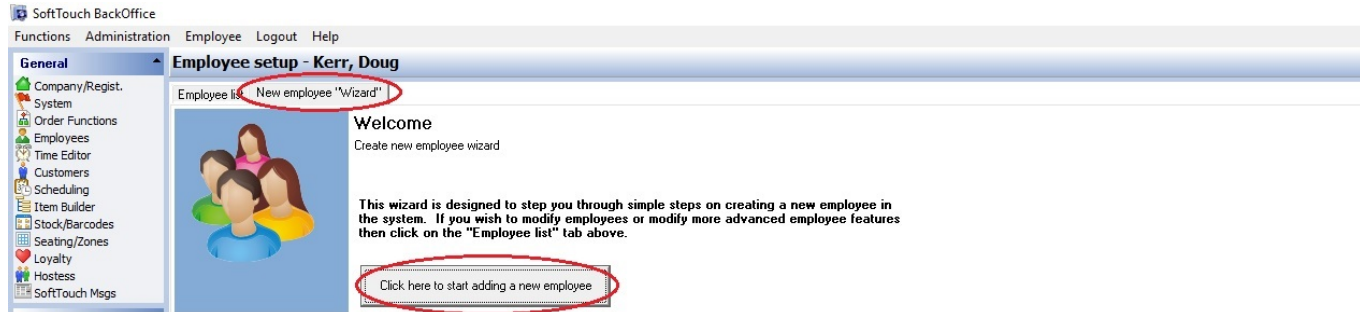 SoftTouch BackOffice
Functions Administration Employee Logout Help
General
Company/Regist.
System
Order Functions
Employees
Time Editor
Customers
Scheduling
Item Builder
Stock/Barcodes
Seating/Zones
Loyalty
Hostess
SoftTouch Msgs
Employee setup - Kerr, Doug
Employee list New employee "Wizard"
Welcome
Create new employee wizard
This wizard is designed to step you through simple steps on creating a new employee in
the system. If you wish to modify employees or modify more advanced employee features
then click on the "Employee list" tab above.
Click here to start adding a new employee